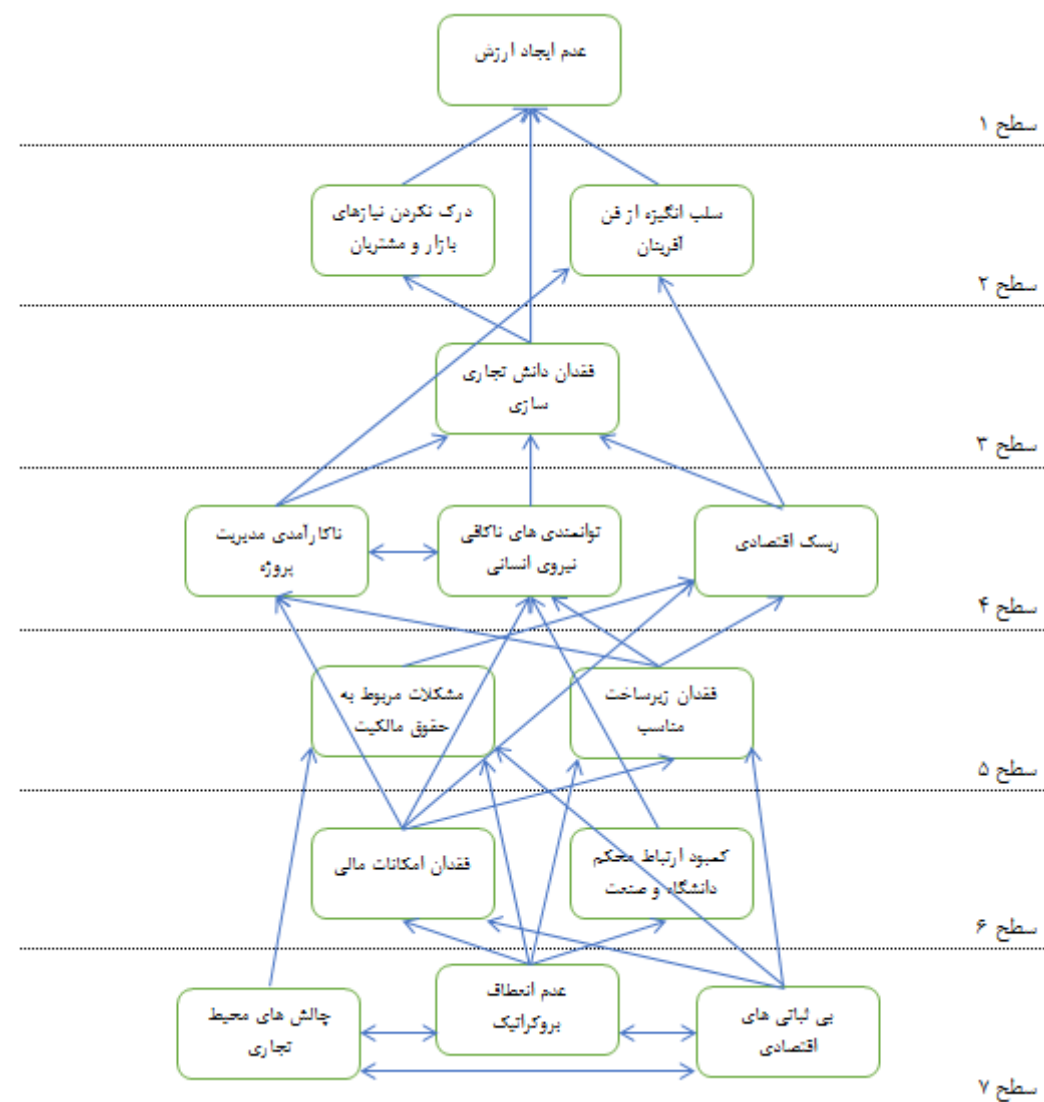 عدم ایجاد ارزش
سطح ۱
سلب انگیزه از فن
آفرینان
درک نکردن نیازهای
بازار و مشتریان
سطح ۲
فقدان دانش تجاری
سازی
سطح ۳
ریسک اقتصادی
توانمندی های ناکافی
نیروی انسانی
ناکارآمدی مدیریت
پروژه
سطح ۴
فقدان زیرساخت
مناسب
مشکلات مربوط به
حقوق مالکیت
سطح ۵
کمبود ارتباط محکم
دانشگاه و صنعت
فقدان امکانات مالی
سطح ۶
بی ثباتی های
اقتصادی
عدم انعطاف
بروکراتیک
چالش های محیط
تجاری
سطح ۷